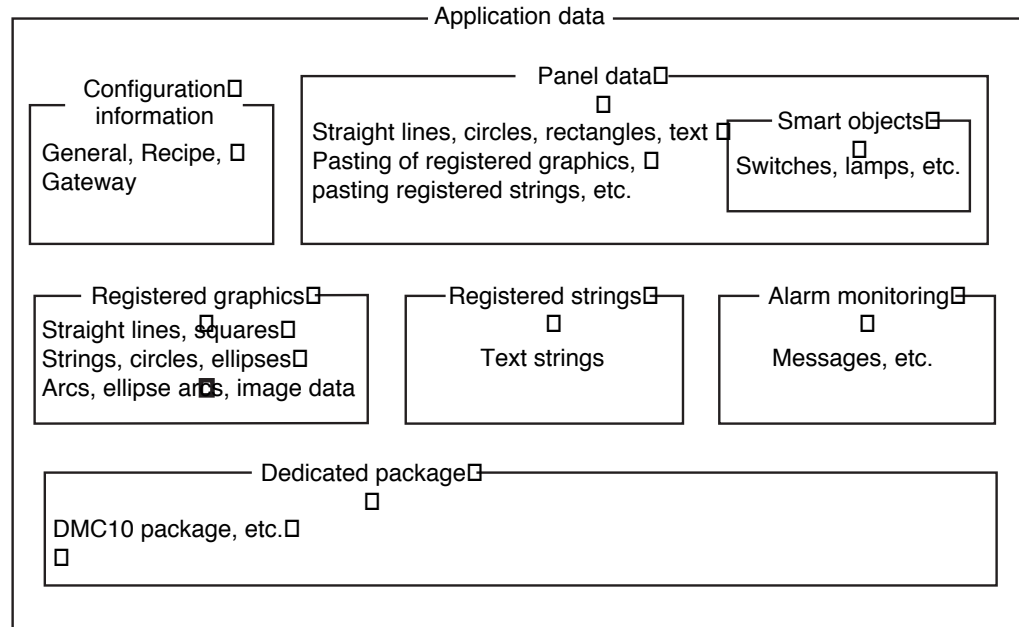 Application data
Configuration
information
General, Recipe,
Gateway
Panel data
Straight lines, circles, rectangles, text
Pasting of registered graphics,
pasting registered strings, etc.
Smart objects
Switches, lamps, etc.
Registered graphics
Straight lines, squares
Strings, circles, ellipses
Arcs, ellipse arcs, image data
Registered strings
Text strings
Alarm monitoring
Messages, etc.
Dedicated package
DMC10 package, etc.